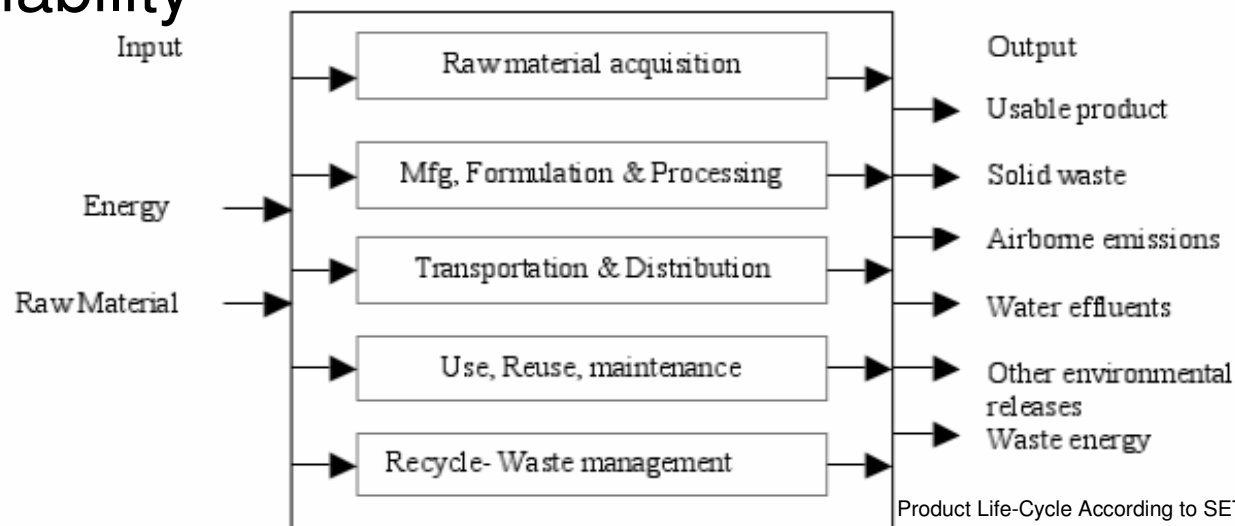 Input
Output
Raw material acquisition
Usable product
Mfg, Formulation & Processing
Solid waste
Energy
Airborne emissions
Transportation & Distribution
Raw Material
Water effluents
Use, Reuse, maintenance
Other environmental
releases
Waste energy
Recycle- Waste management
Product Life-Cycle According to